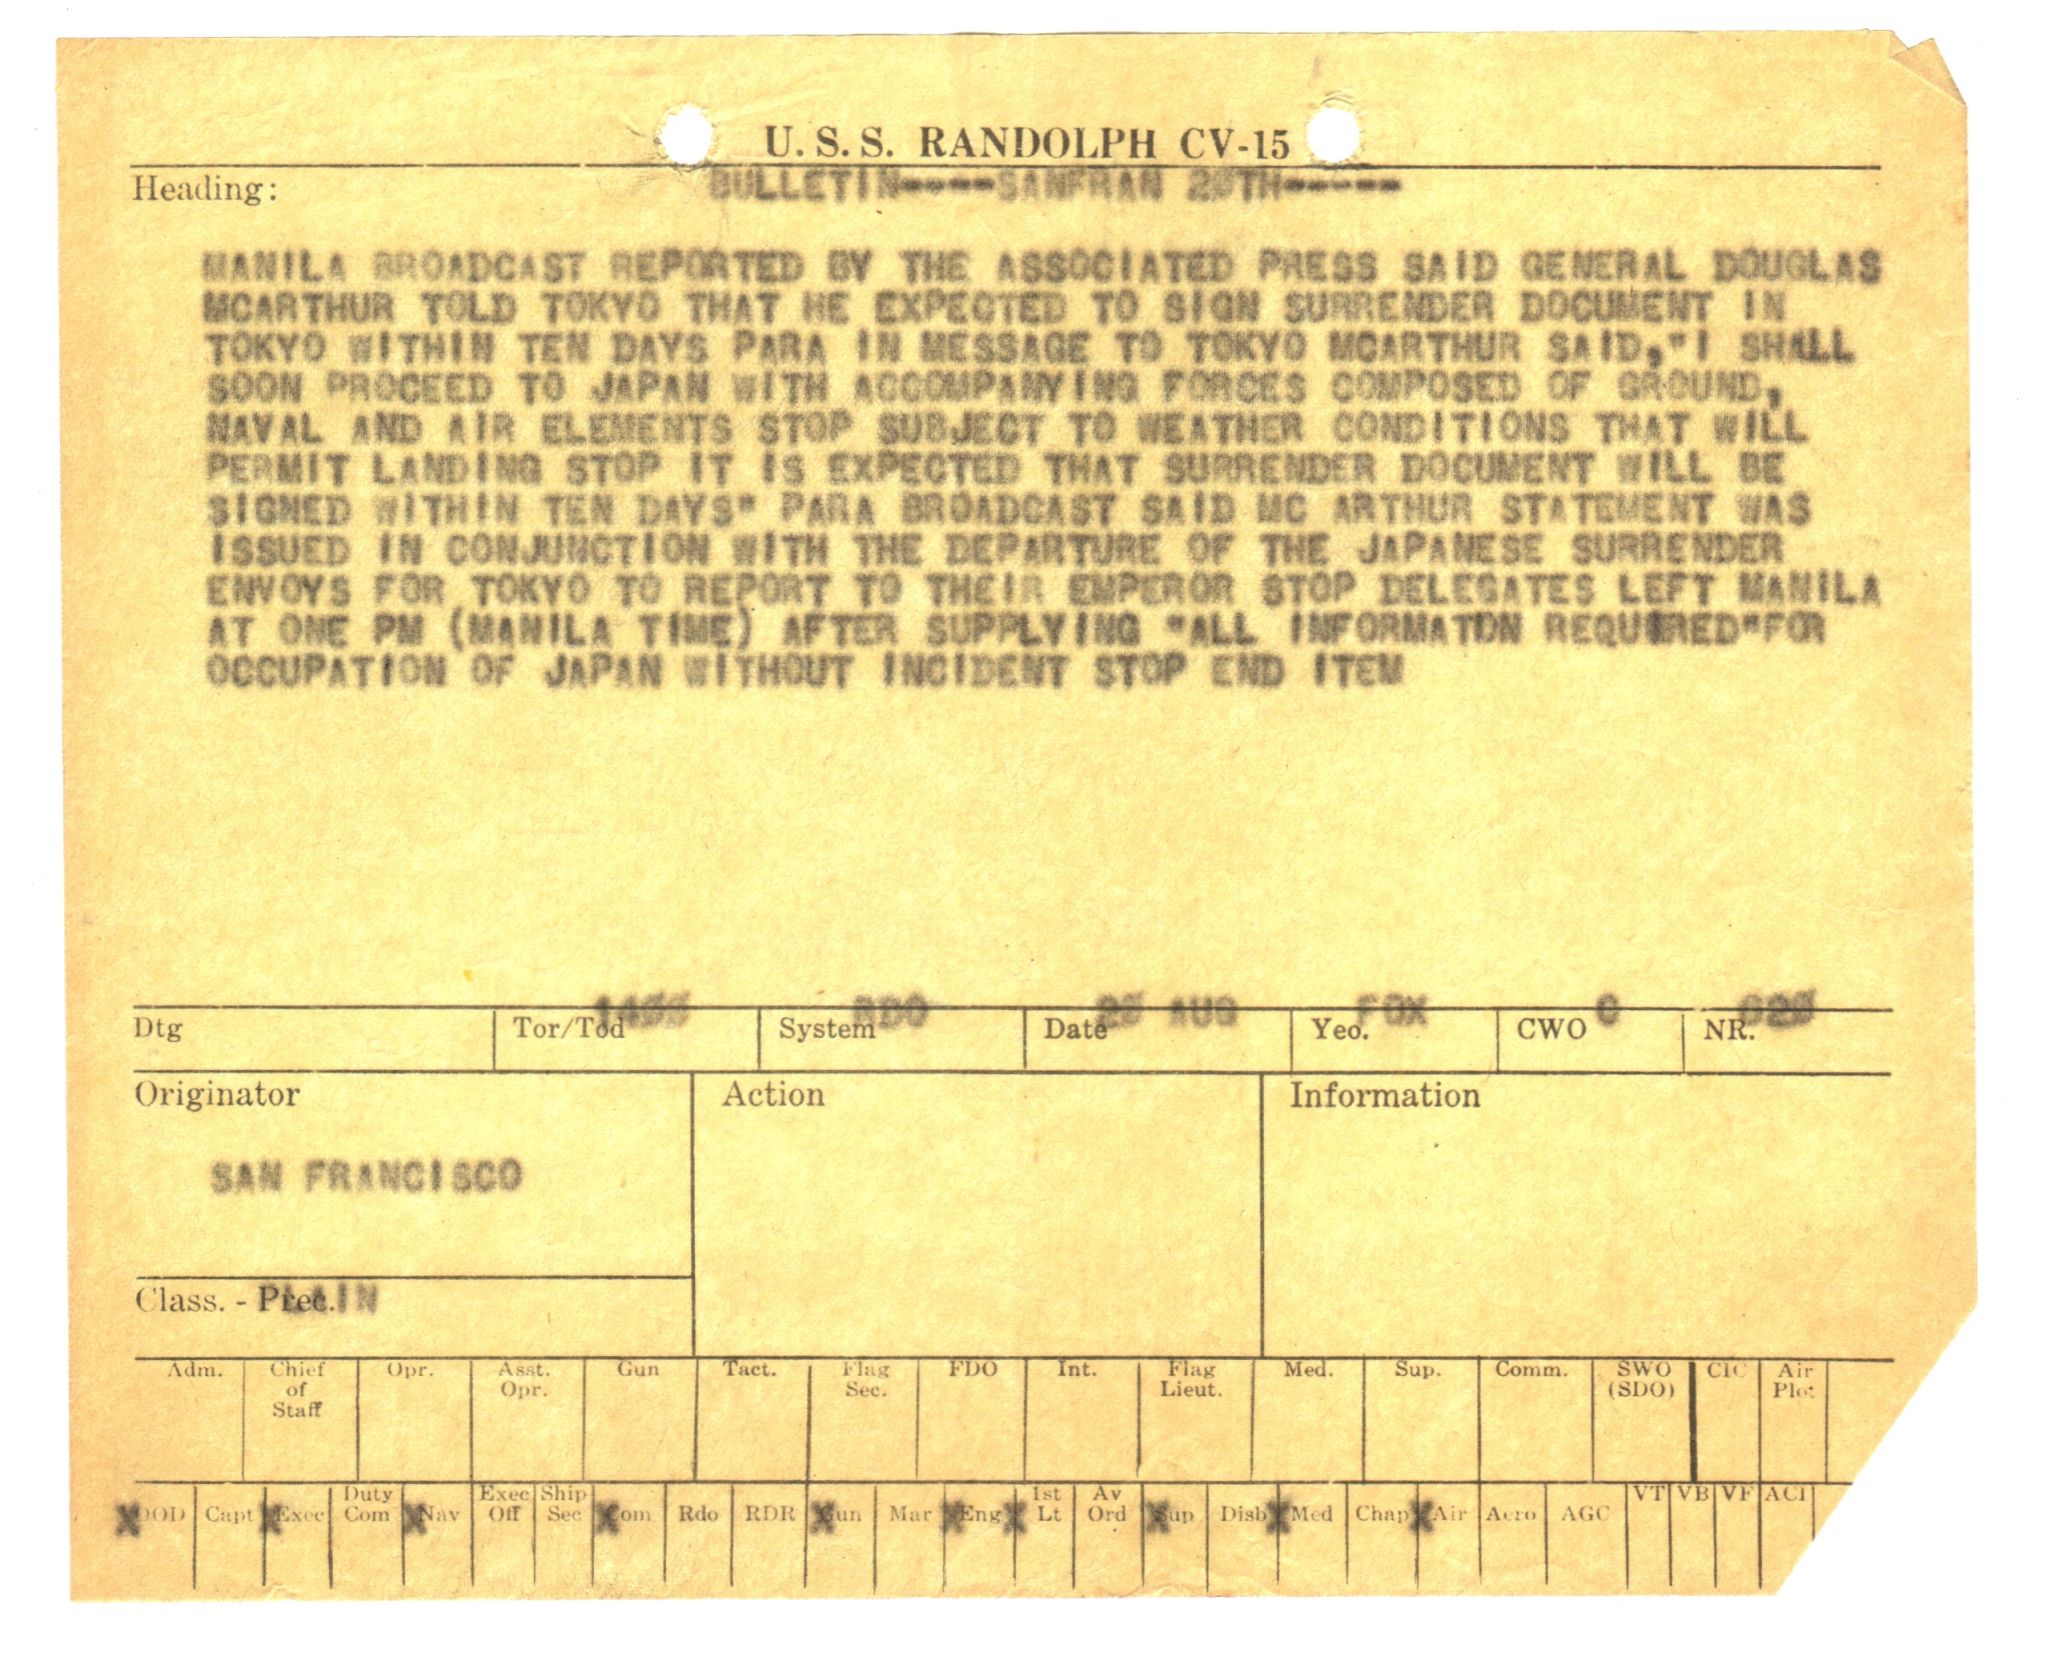 U. S. S. RANDOLPH CV-15
Heading: BULLETIN----SANFRAN 20TH-----
MANILA BROADCAST REPORTED BY THE ASSOCIATED PRESS SAID GENERAL DOUGLAS
MCARTHUR TOLD TOKYO THAT HE EXPECTED TO SIGN SURRENDER DOCUMENT IN
TOKYO WITHIN TEN DAYS PARA IN MESSAGE TO TOKYO MCARTHUR SAID,"I SHALL
SOON PROCEED TO JAPAN WITH ACCOMPANYING FORCES COMPOSED OF GROUND,
NAVAL AND AIR ELEMENTS STOP SUBJECT TO WEATHER CONDITIONS THAT WILL
PERMIT LANDING STOP IT IS EXPECTED THAT SURRENDER DOCUMENT WILL BE
SIGNED WITHIN TEN DAYS" PARA BROADCAST SAID MC ARTHUR STATEMENT WAS
ISSUED IN CONJUNCTION WITH THE DEPARTURE OF THE JAPANESE SURRENDER
ENVOYS FOR TOKYO TO REPORT TO THEIR EMPEROR STOP DELEGATES LEFT MANILA
AT ONE PM (MANILA TIME) AFTER SUPPLYING "ALL INFORMATON REQUIRED"FOR
OCCUPATION OF JAPAN WITHOUT INCIDENT STOP END ITEM
1400 RDO 20 AUG FOX C 620
Dtg Tor/Tod System Date Yeo. CWO NR.
Originator Action Information
SAN FRANCISCO
Class. - Prec. PLAIN
Adm. Chief of Staff Opr. Asst. Opr. Gun Tact. Flag Sec. FDO Int. Flag Lieut. Med. Sup. Comm. SWO (SDO) CIC Air Plot
X OOD Capt X Exec Duty Com X Nav Exec Off Ship Sec X Com Rdo RDR X Gun Mar X Eng X 1st Lt Av Ord X Sup Disb X Med Chap X Air Aero AGC VT VB VF ACI